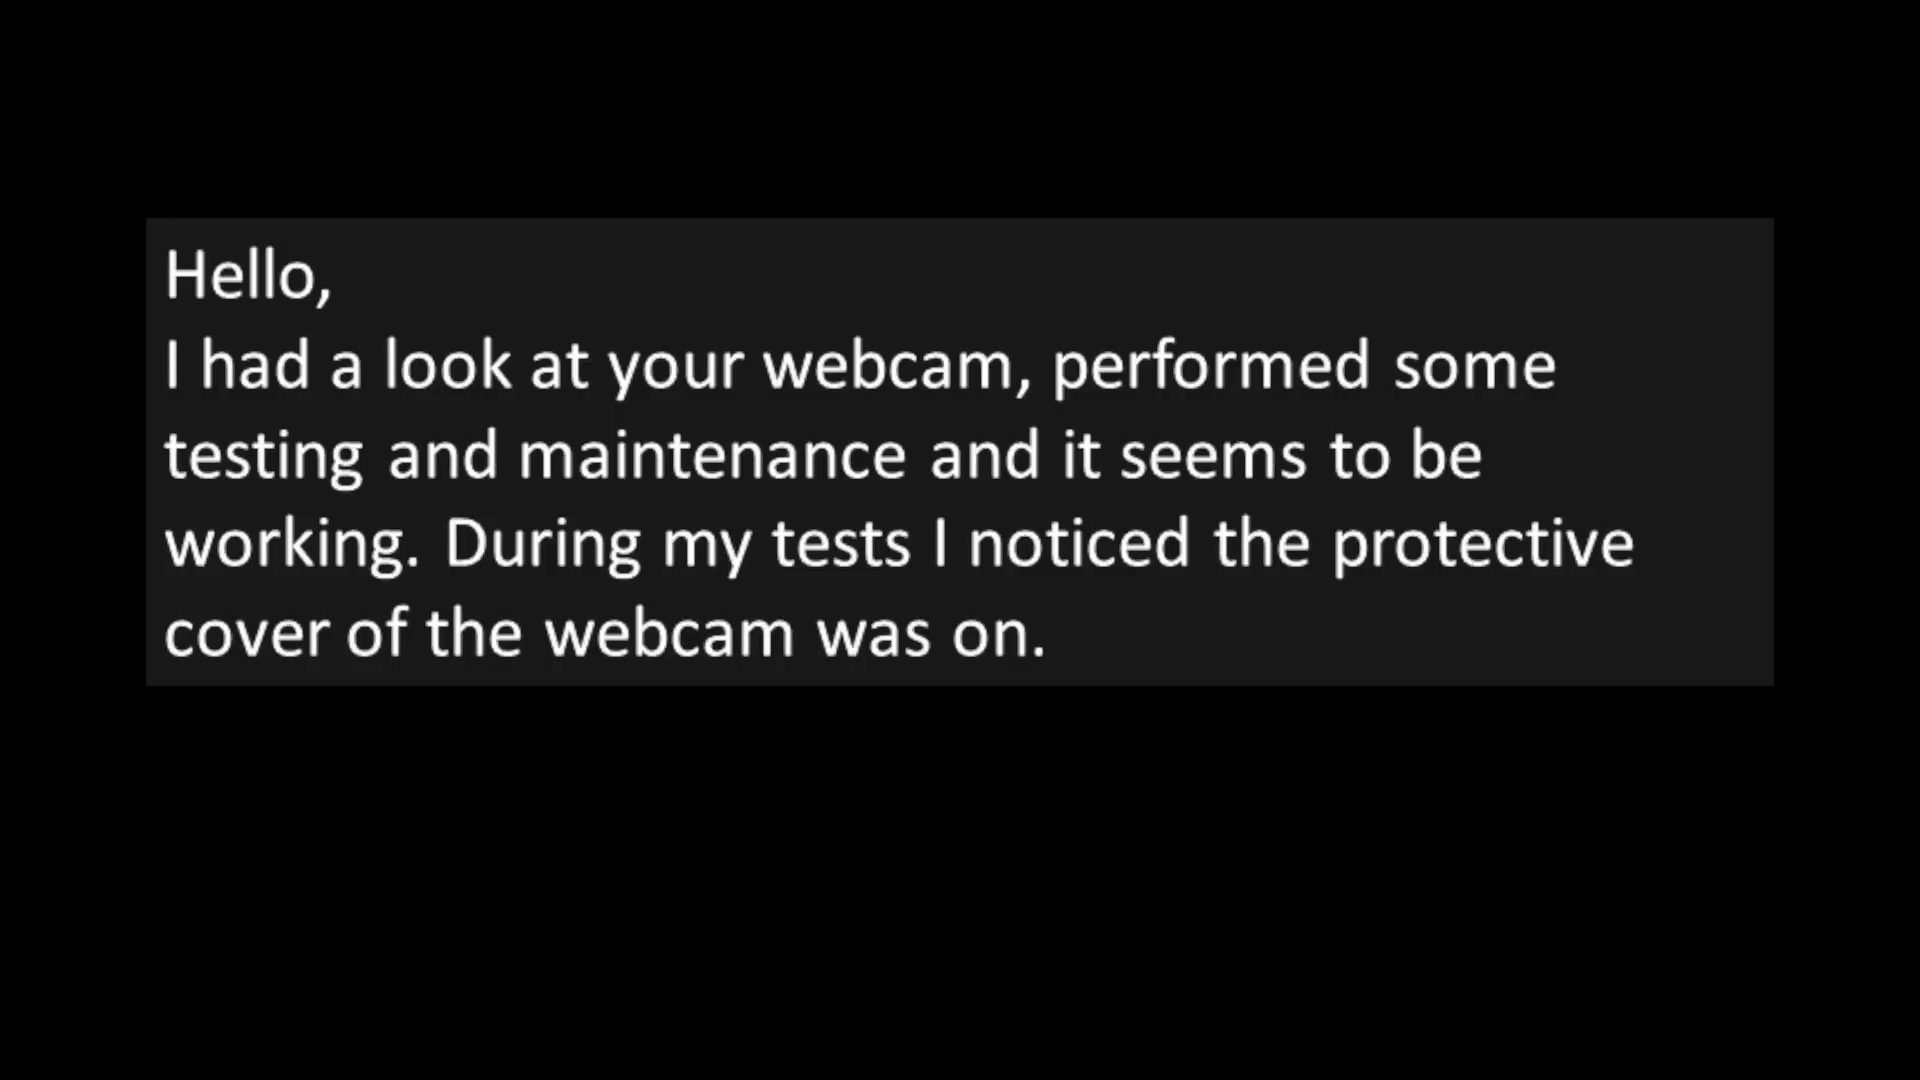 Hello,
I had a look at your webcam, performed some
testing and maintenance and it seems to be
working. During my tests I noticed the protective
cover of the webcam was on.